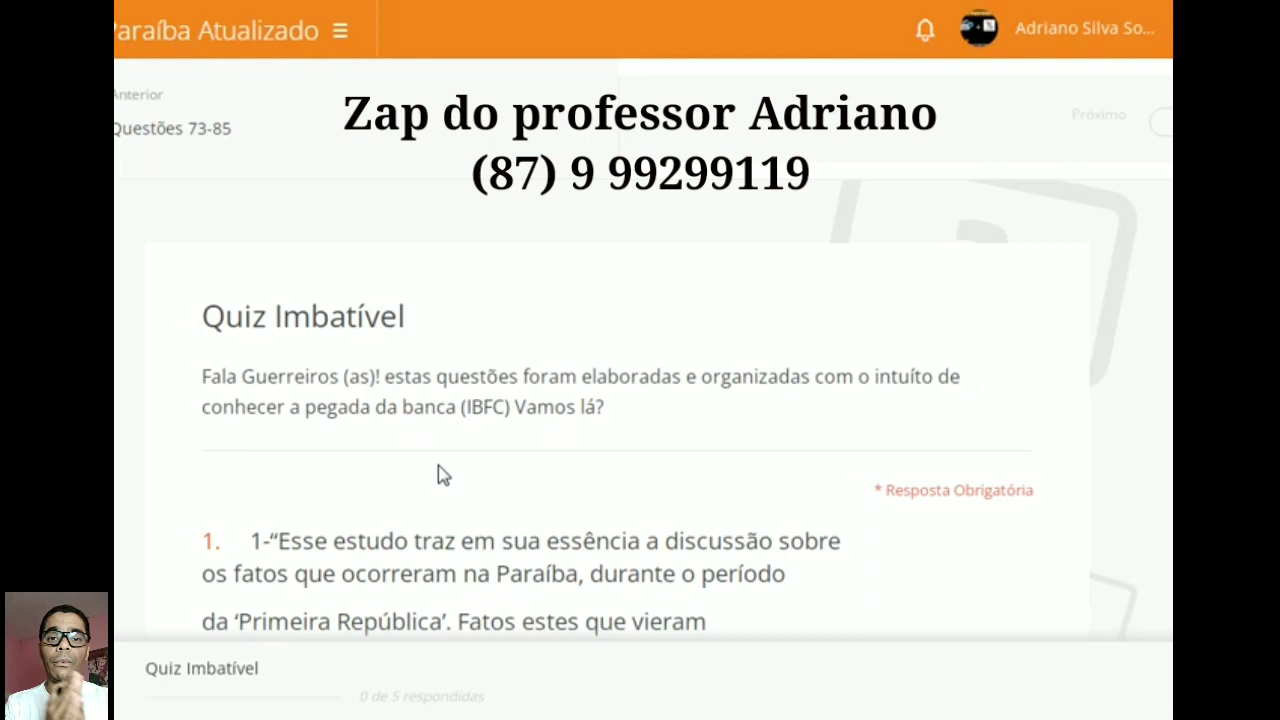 araíba Atualizado
Adriano Silva So...
Anterior
Questões 73-85
Zap do professor Adriano
(87) 9 99299119
Próximo
Quiz Imbatível
Fala Guerreiros (as)! estas questões foram elaboradas e organizadas com o intuíto de
conhecer a pegada da banca (IBFC) Vamos lá?
* Resposta Obrigatória
1. 1-“Esse estudo traz em sua essência a discussão sobre
os fatos que ocorreram na Paraíba, durante o período
da ‘Primeira República’. Fatos estes que vieram
Quiz Imbatível
0 de 5 respondidas